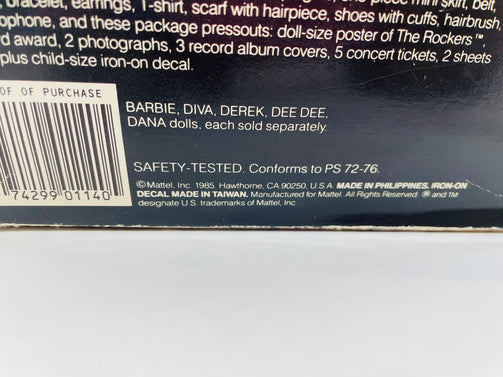 bracelet, earrings, T-shirt, scarf with hairpiece, shoes with cuffs, hairbrush,
ophone, and these package pressouts: doll-size poster of The Rockers™,
d award, 2 photographs, 3 record album covers, 5 concert tickets, 2 sheets
plus child-size iron-on decal.
OF OF PURCHASE
BARBIE, DIVA, DEREK, DEE DEE,
DANA dolls, each sold separately.
74299 01140
SAFETY-TESTED. Conforms to PS 72-76.
©Mattel, Inc. 1985. Hawthorne, CA 90250, U.S.A. MADE IN PHILIPPINES. IRON-ON
DECAL MADE IN TAIWAN. Manufactured for Mattel. All Rights Reserved. ® and TM
designate U.S. trademarks of Mattel, Inc.